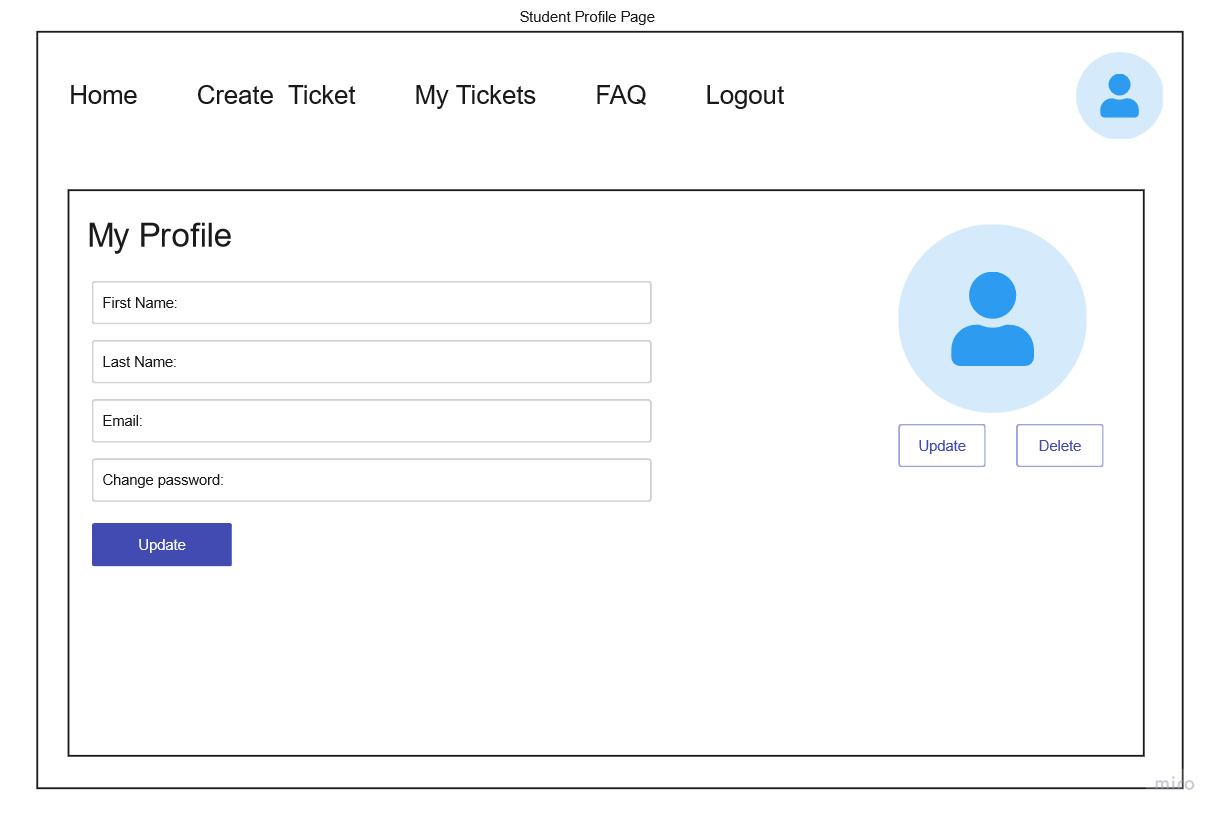 Student Profile Page
Home Create Ticket My Tickets FAQ Logout
My Profile
First Name:
Last Name:
Email:
Change password:
Update Delete
Update
miro